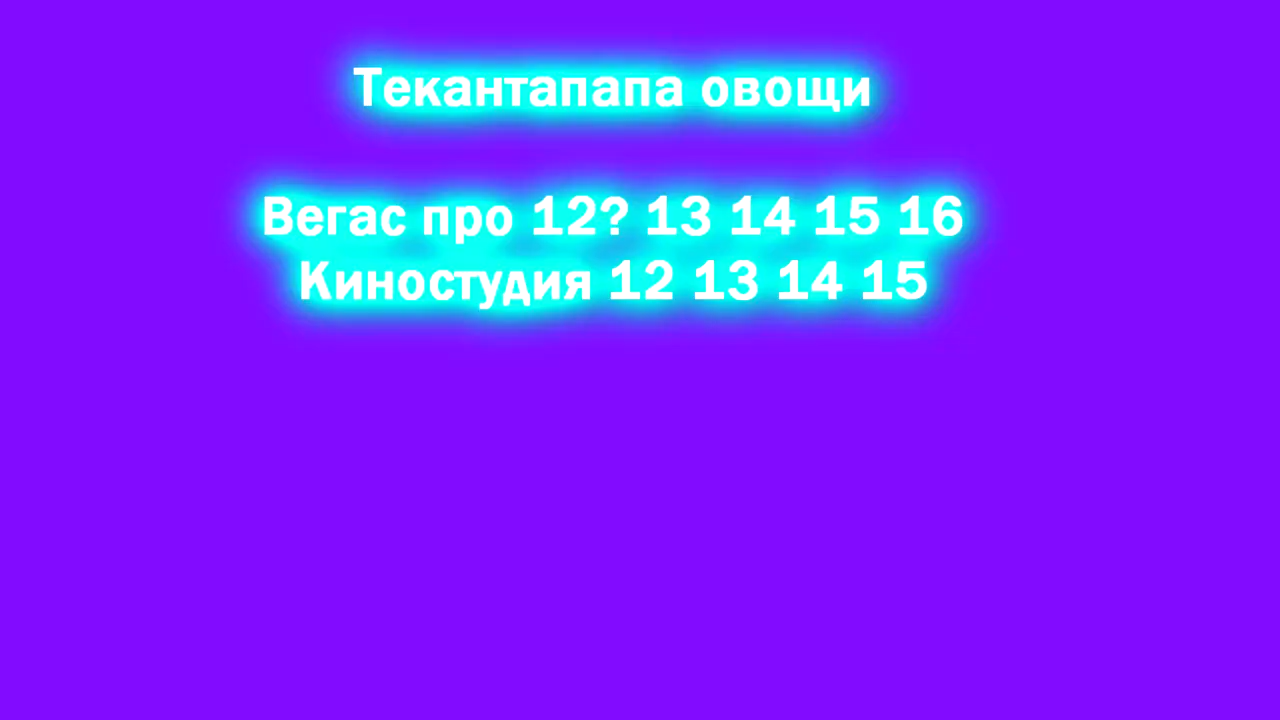 Текантапапа овощи
Вегас про 12? 13 14 15 16
Киностудия 12 13 14 15